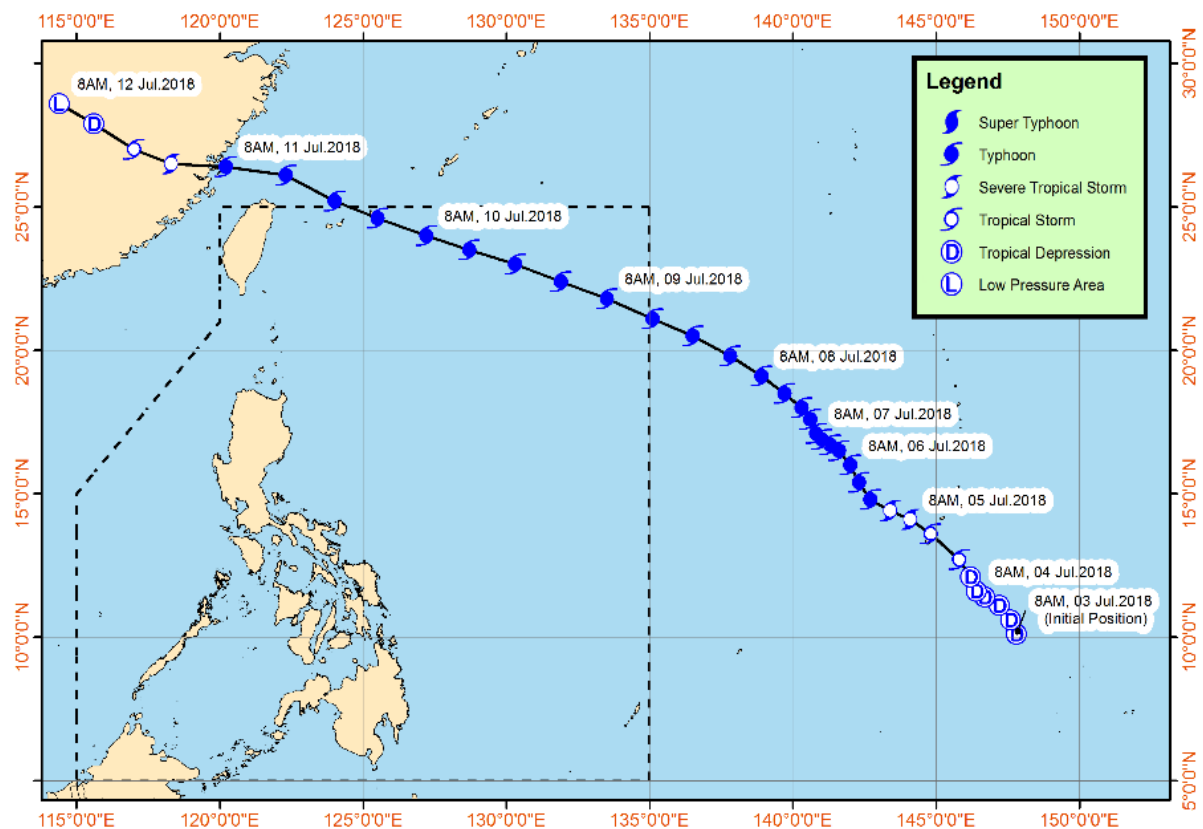 115°0'0"E 120°0'0"E 125°0'0"E 130°0'0"E 135°0'0"E 140°0'0"E 145°0'0"E 150°0'0"E
30°0'0"N
25°0'0"N 25°0'0"N
20°0'0"N 20°0'0"N
15°0'0"N 15°0'0"N
10°0'0"N 10°0'0"N
5°0'0"N
Legend
Super Typhoon
Typhoon
Severe Tropical Storm
Tropical Storm
D Tropical Depression
L Low Pressure Area
8AM, 12 Jul.2018
L
D
8AM, 11 Jul.2018
8AM, 10 Jul.2018
8AM, 09 Jul.2018
8AM, 08 Jul.2018
8AM, 07 Jul.2018
8AM, 06 Jul.2018
8AM, 05 Jul.2018
8AM, 04 Jul.2018
D
D
D
D
D
D
8AM, 03 Jul.2018
(Initial Position)
115°0'0"E 120°0'0"E 125°0'0"E 130°0'0"E 135°0'0"E 140°0'0"E 145°0'0"E 150°0'0"E